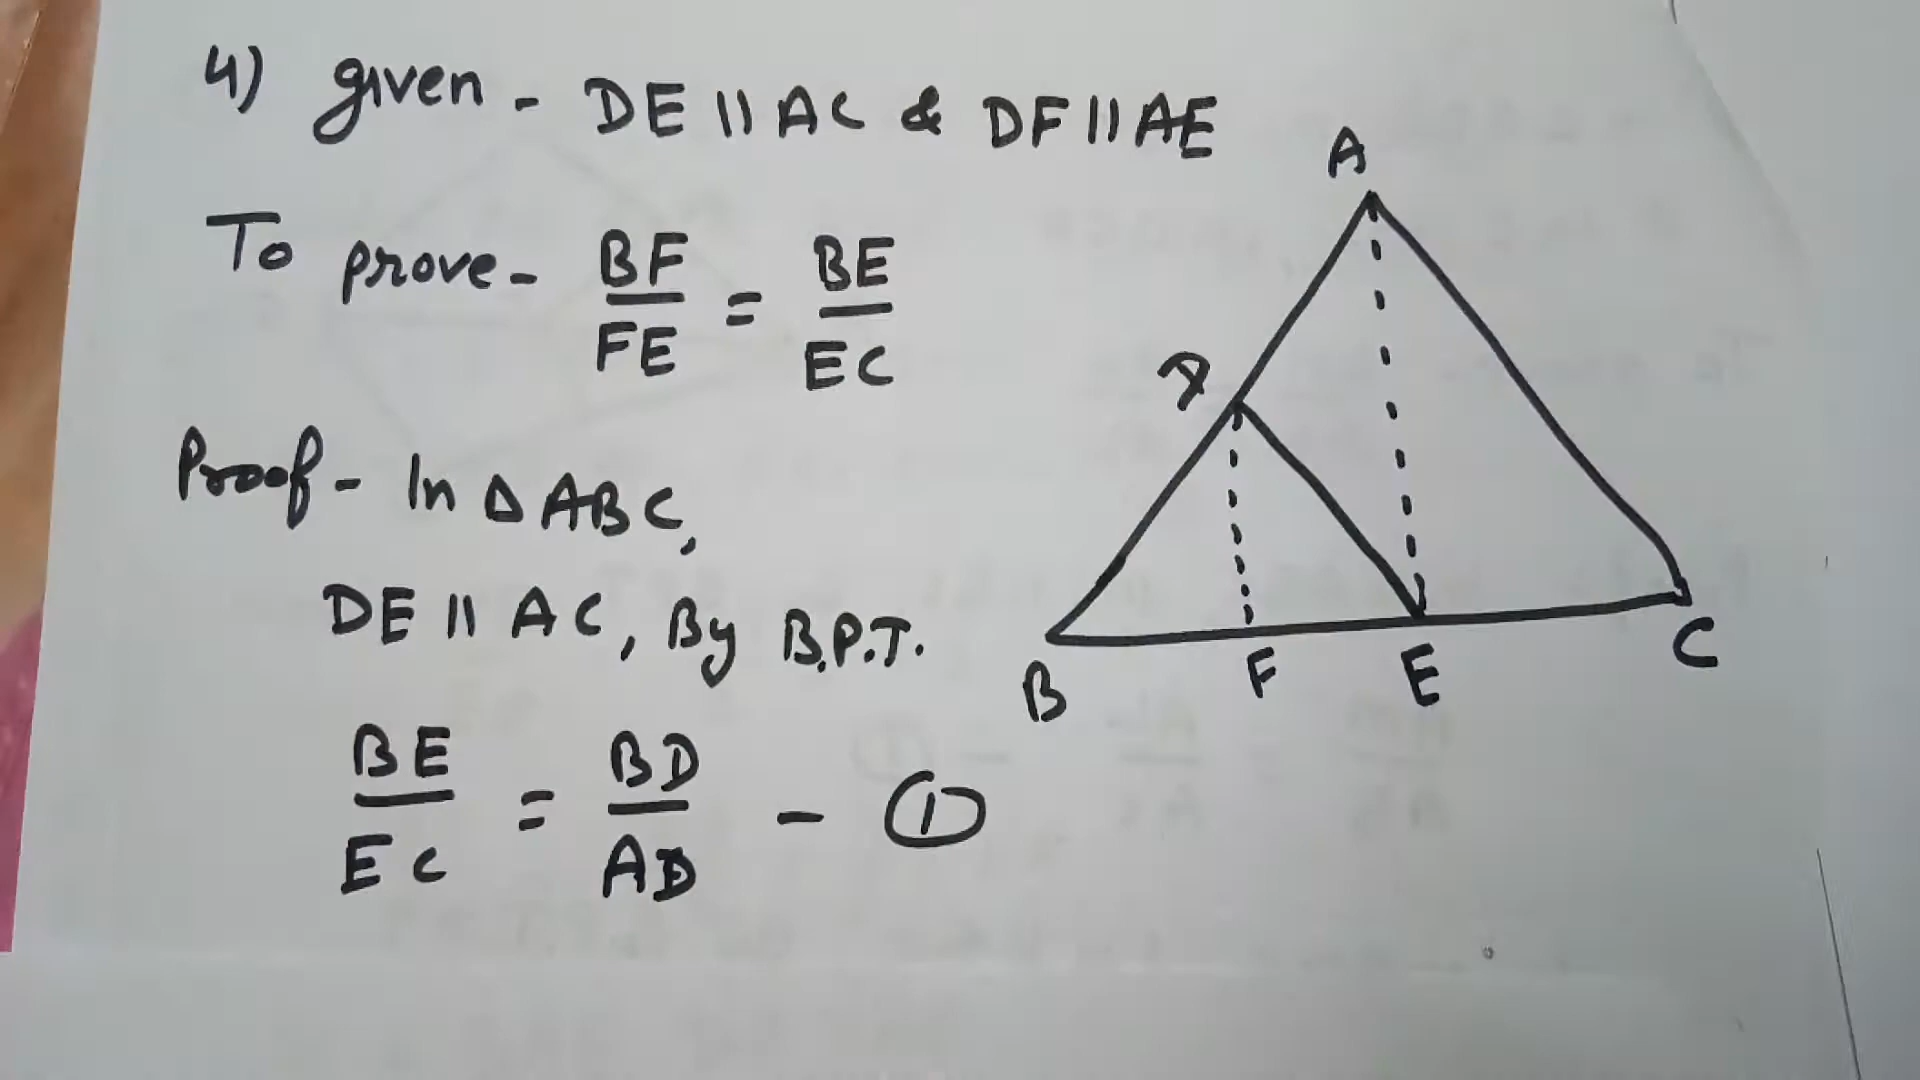 4) given - DE || AC & DF || AE
To prove - BF/FE = BE/EC
Proof - In Δ ABC,
DE || AC, By B.P.T.
BE/EC = BD/AD - ①
A
D
B F E C